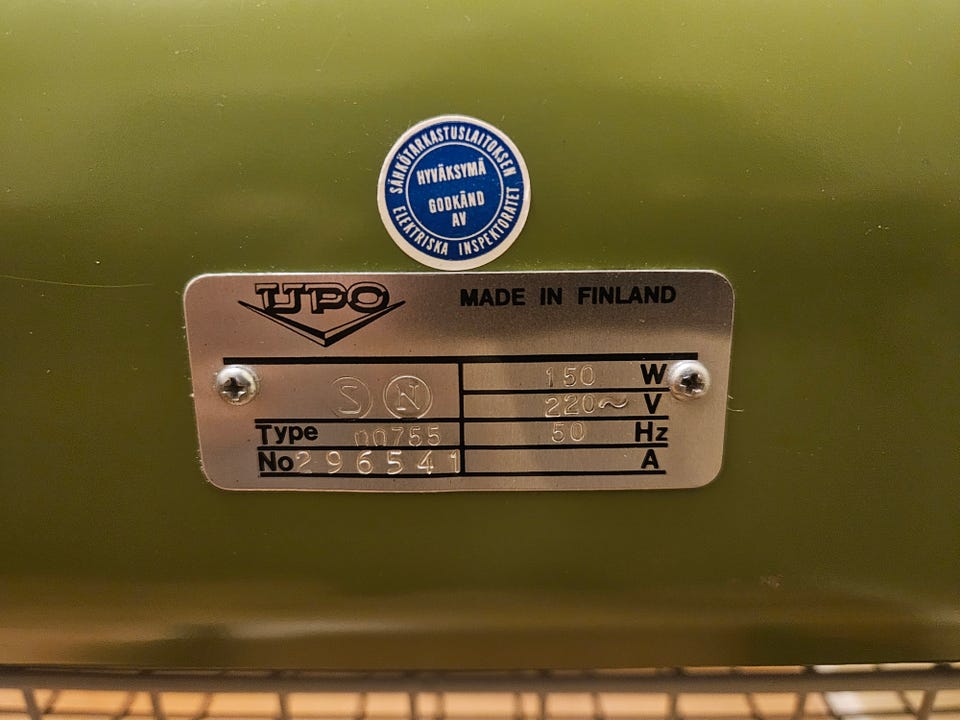 SÄHKÖTARKASTUSLAITOKSEN
HYVÄKSYMÄ
GODKÄND
AV
ELEKTRISKA INSPEKTORATET
UPO
MADE IN FINLAND
S N
150 W
220~ V
Type 00755
50 Hz
No 296541
A